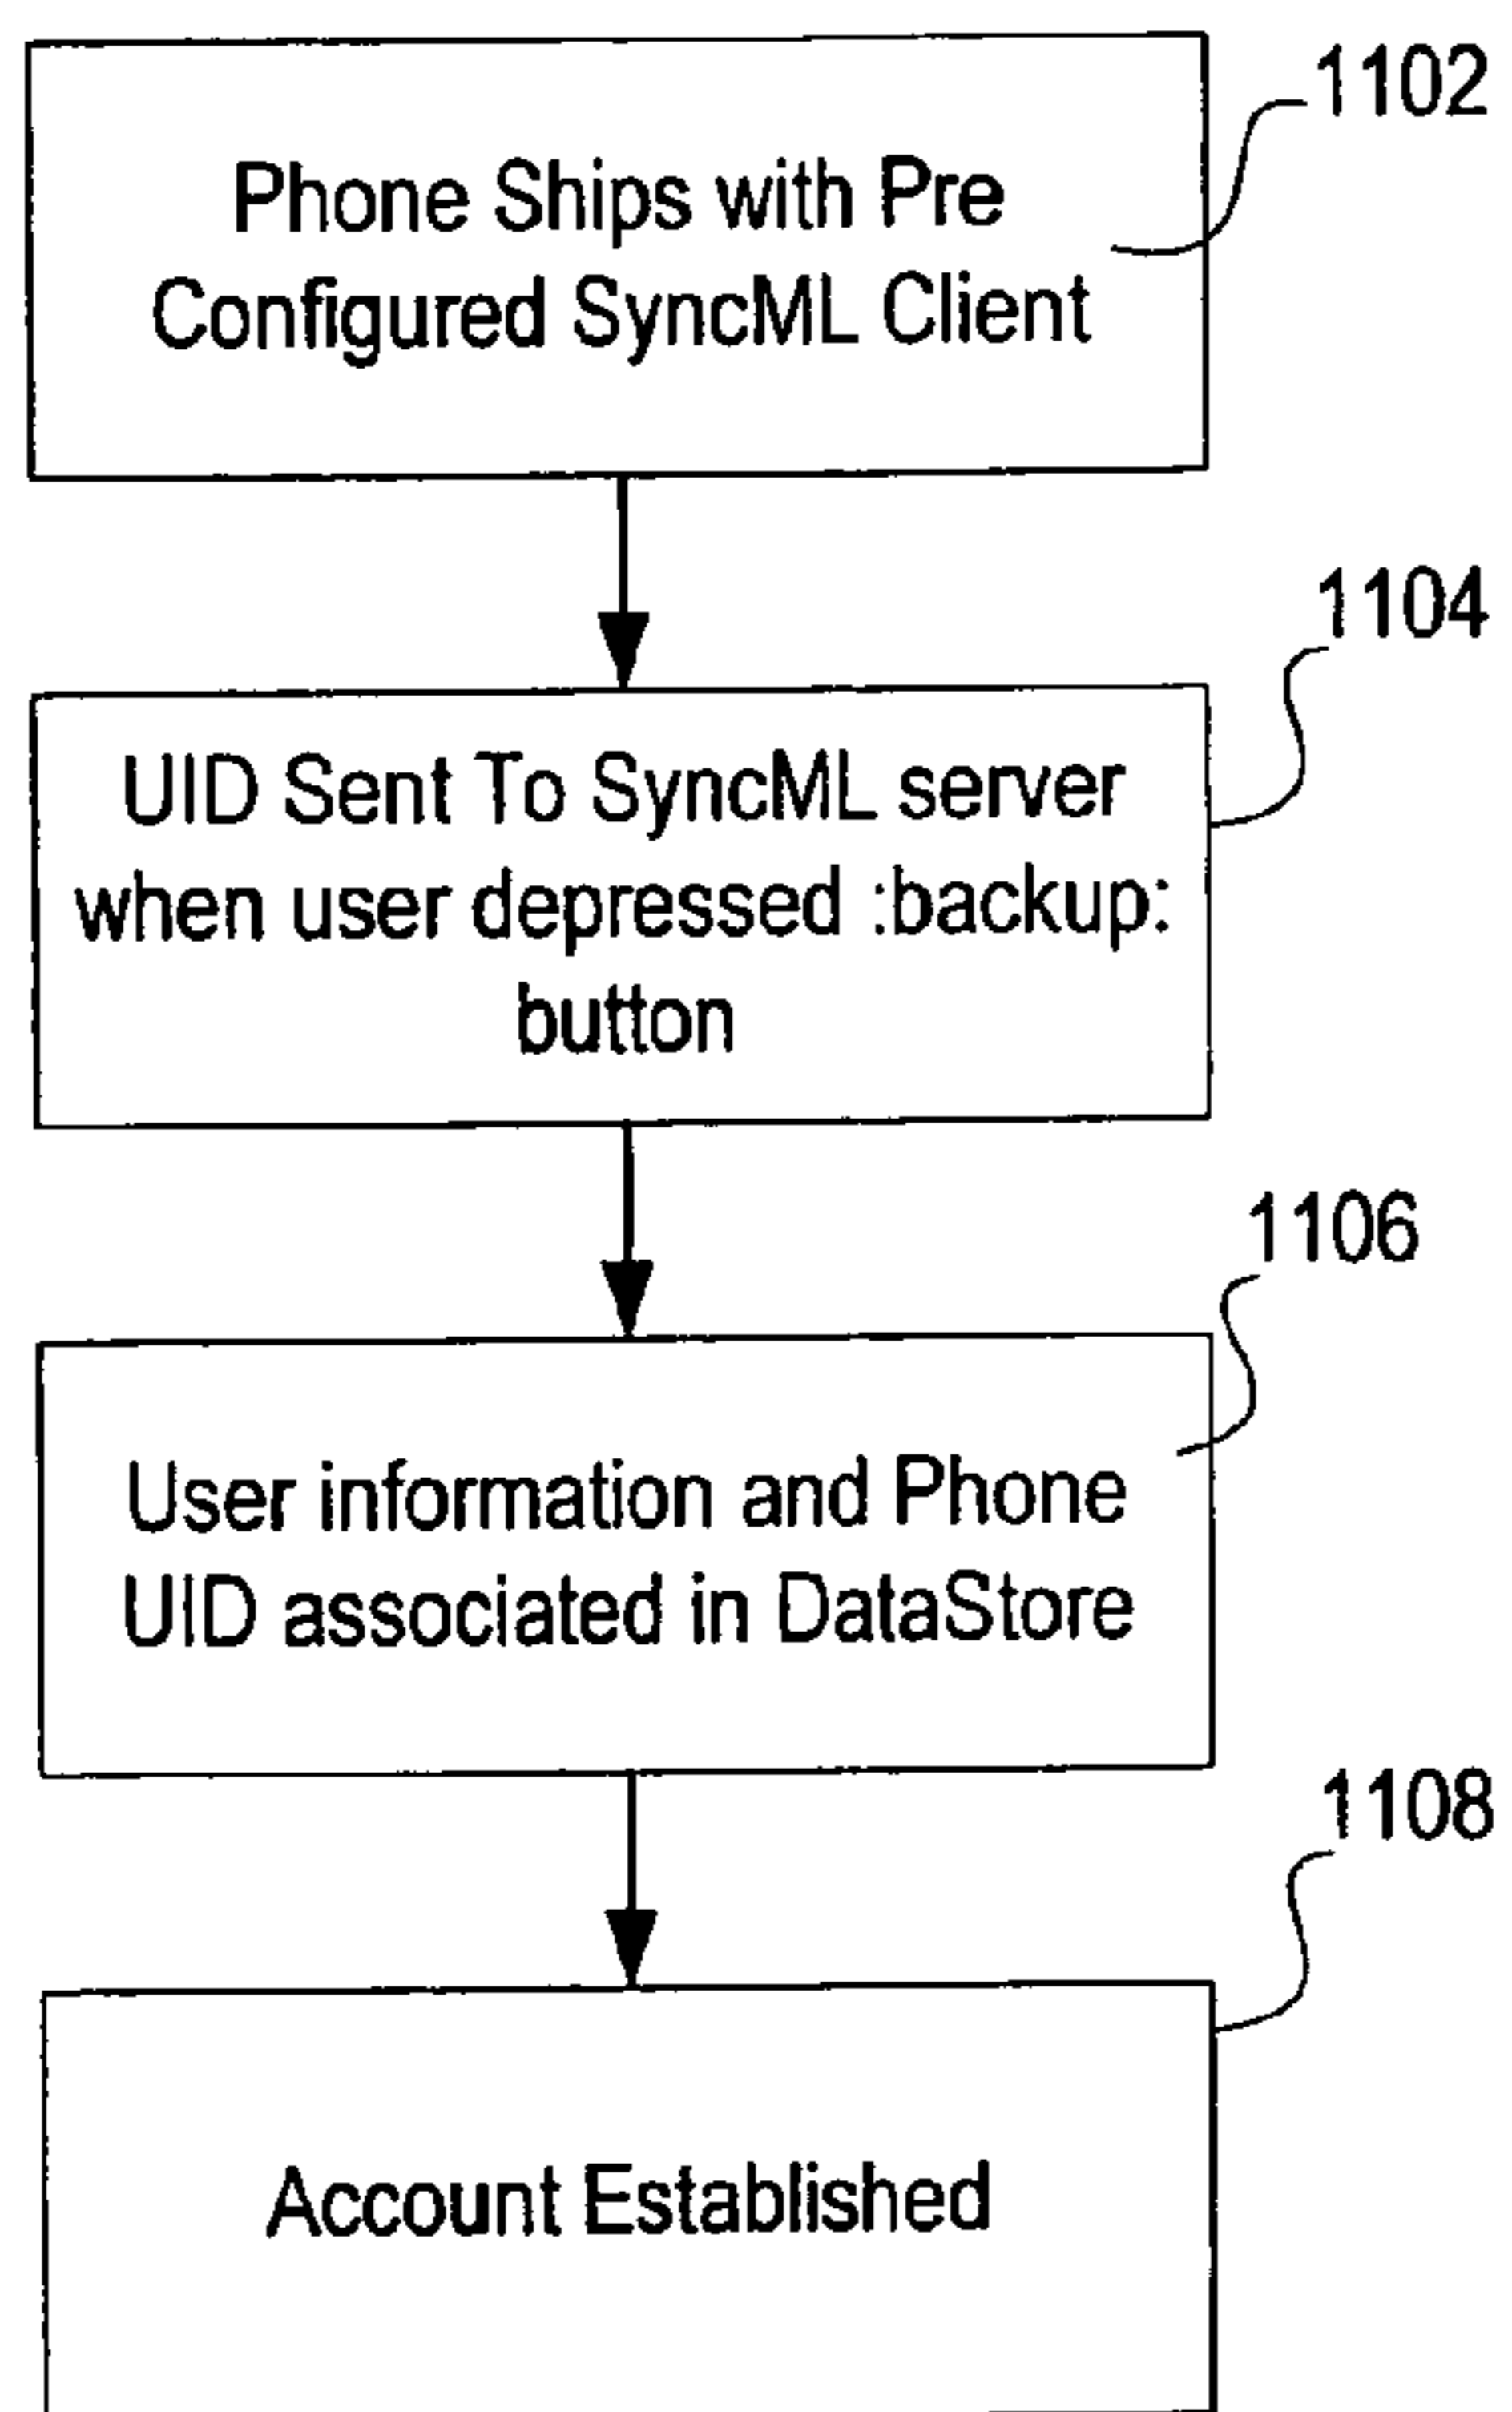 1102
Phone Ships with Pre
Configured SyncML Client
1104
UID Sent To SyncML server
when user depressed :backup:
button
1106
User information and Phone
UID associated in DataStore
1108
Account Established